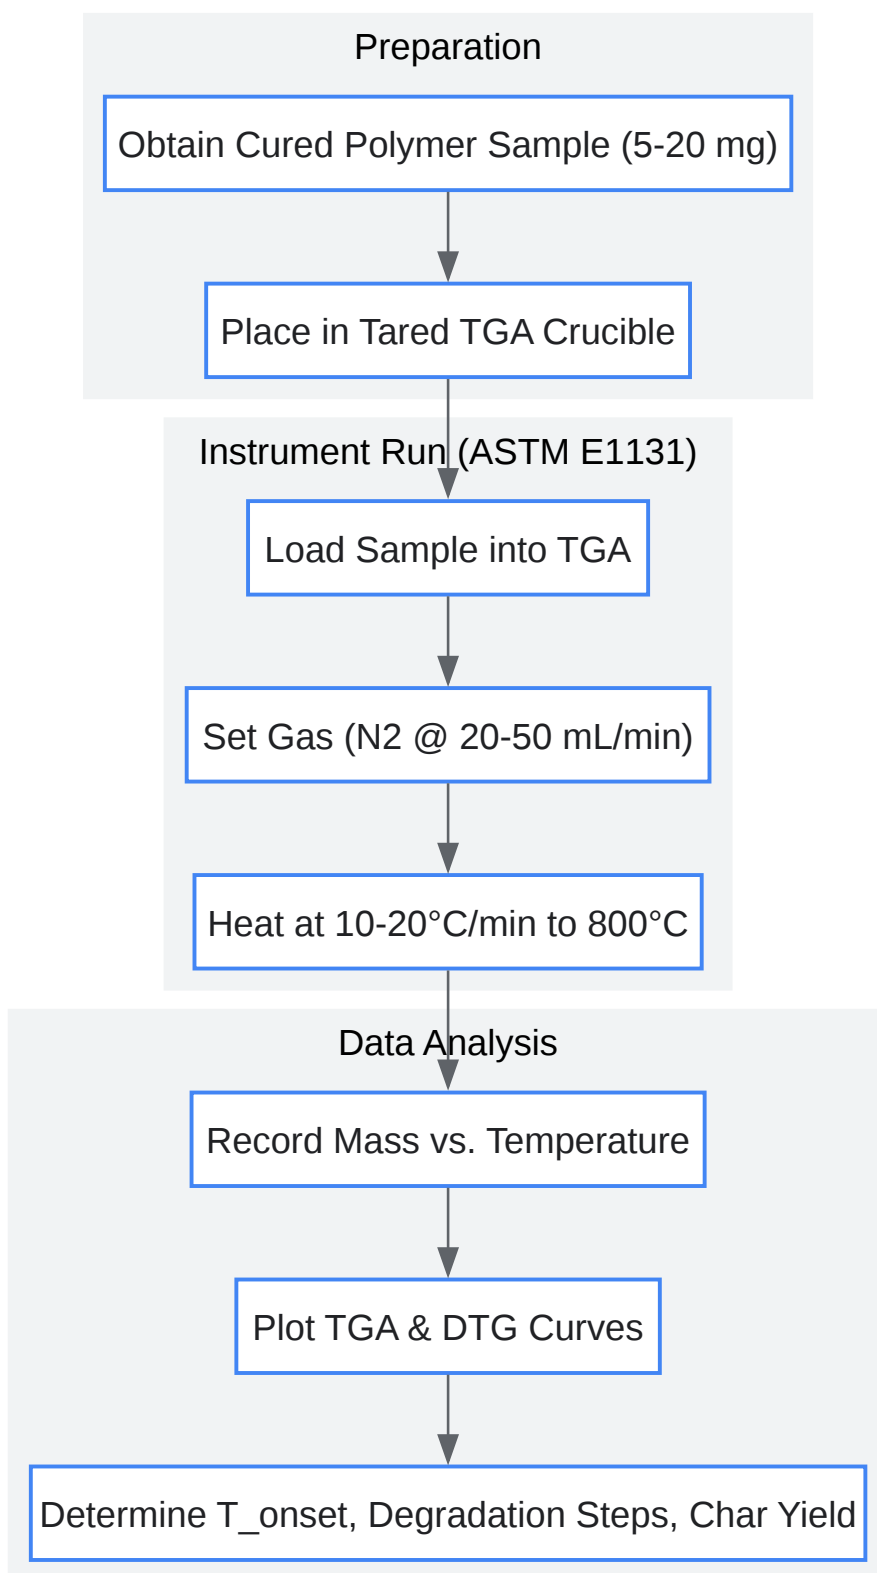 Preparation
Obtain Cured Polymer Sample (5-20 mg)
Place in Tared TGA Crucible
Instrument Run (ASTM E1131)
Load Sample into TGA
Set Gas (N2 @ 20-50 mL/min)
Heat at 10-20°C/min to 800°C
Data Analysis
Record Mass vs. Temperature
Plot TGA & DTG Curves
Determine T_onset, Degradation Steps, Char Yield